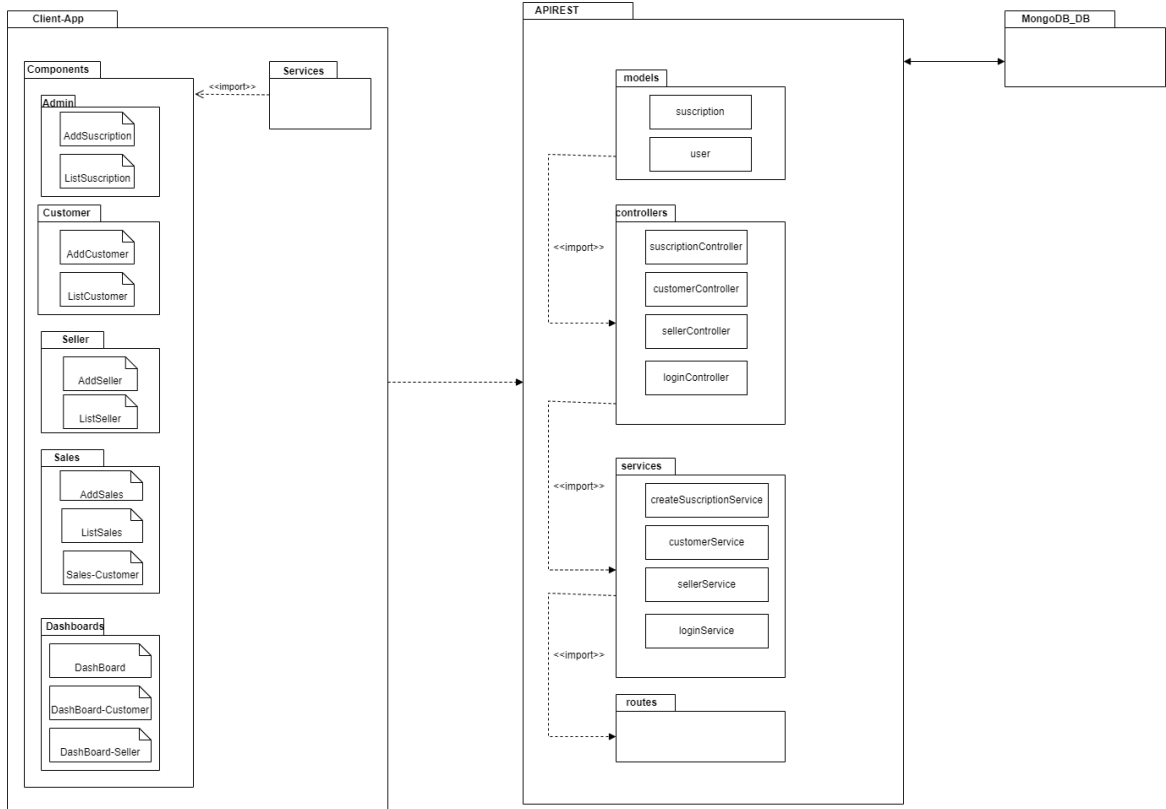 Client-App
Components
Services
<<import>>
Admin
AddSuscription
ListSuscription
Customer
AddCustomer
ListCustomer
Seller
AddSeller
ListSeller
Sales
AddSales
ListSales
Sales-Customer
Dashboards
DashBoard
DashBoard-Customer
DashBoard-Seller
APIREST
models
suscription
user
<<import>>
controllers
suscriptionController
customerController
sellerController
loginController
<<import>>
services
createSuscriptionService
customerService
sellerService
loginService
<<import>>
routes
MongoDB_DB